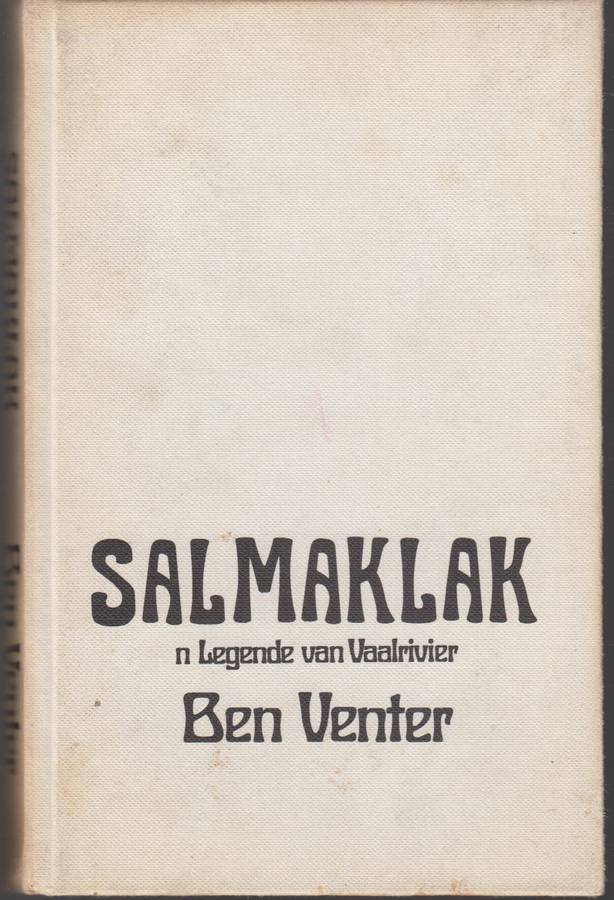 SALMAKLAK
n Legende van Vaalrivier
Ben Venter